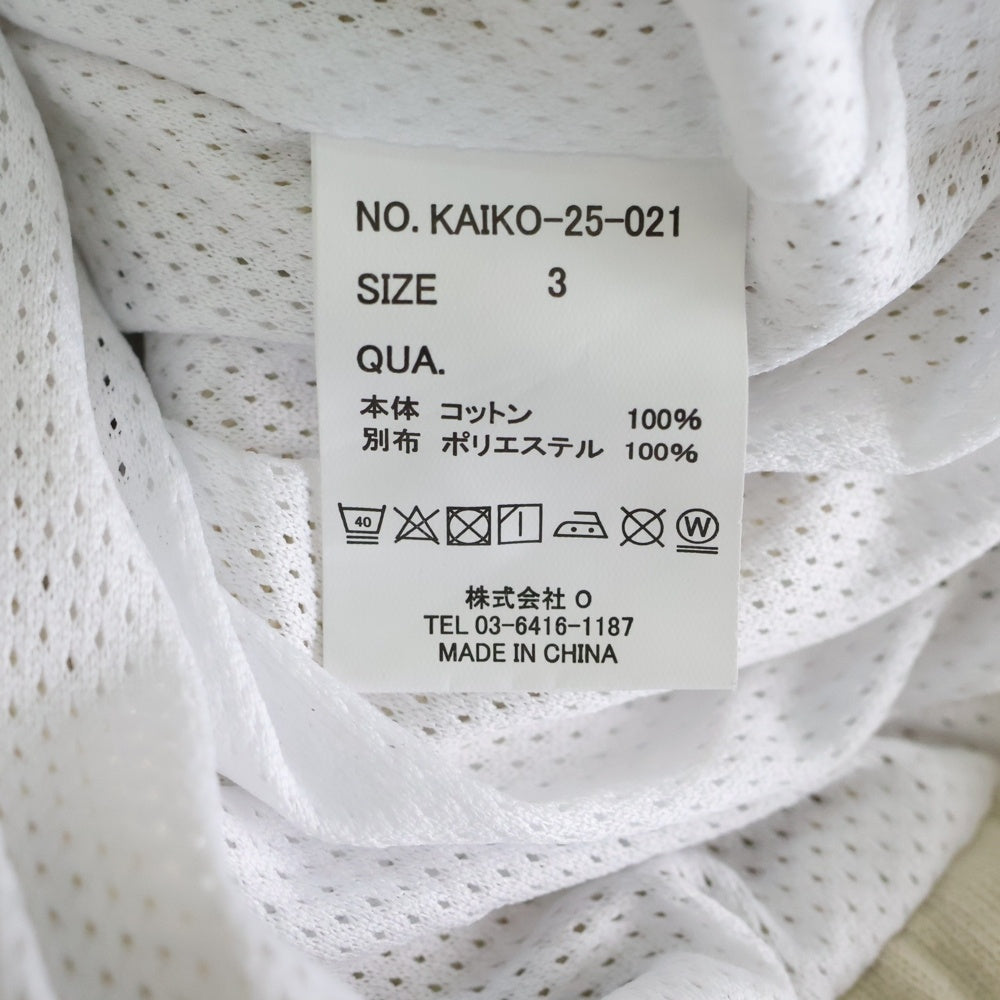 NO. KAIKO-25-021
SIZE 3
QUA.
本体 コットン 100%
別布 ポリエステル 100%
40 W
株式会社 O
TEL 03-6416-1187
MADE IN CHINA